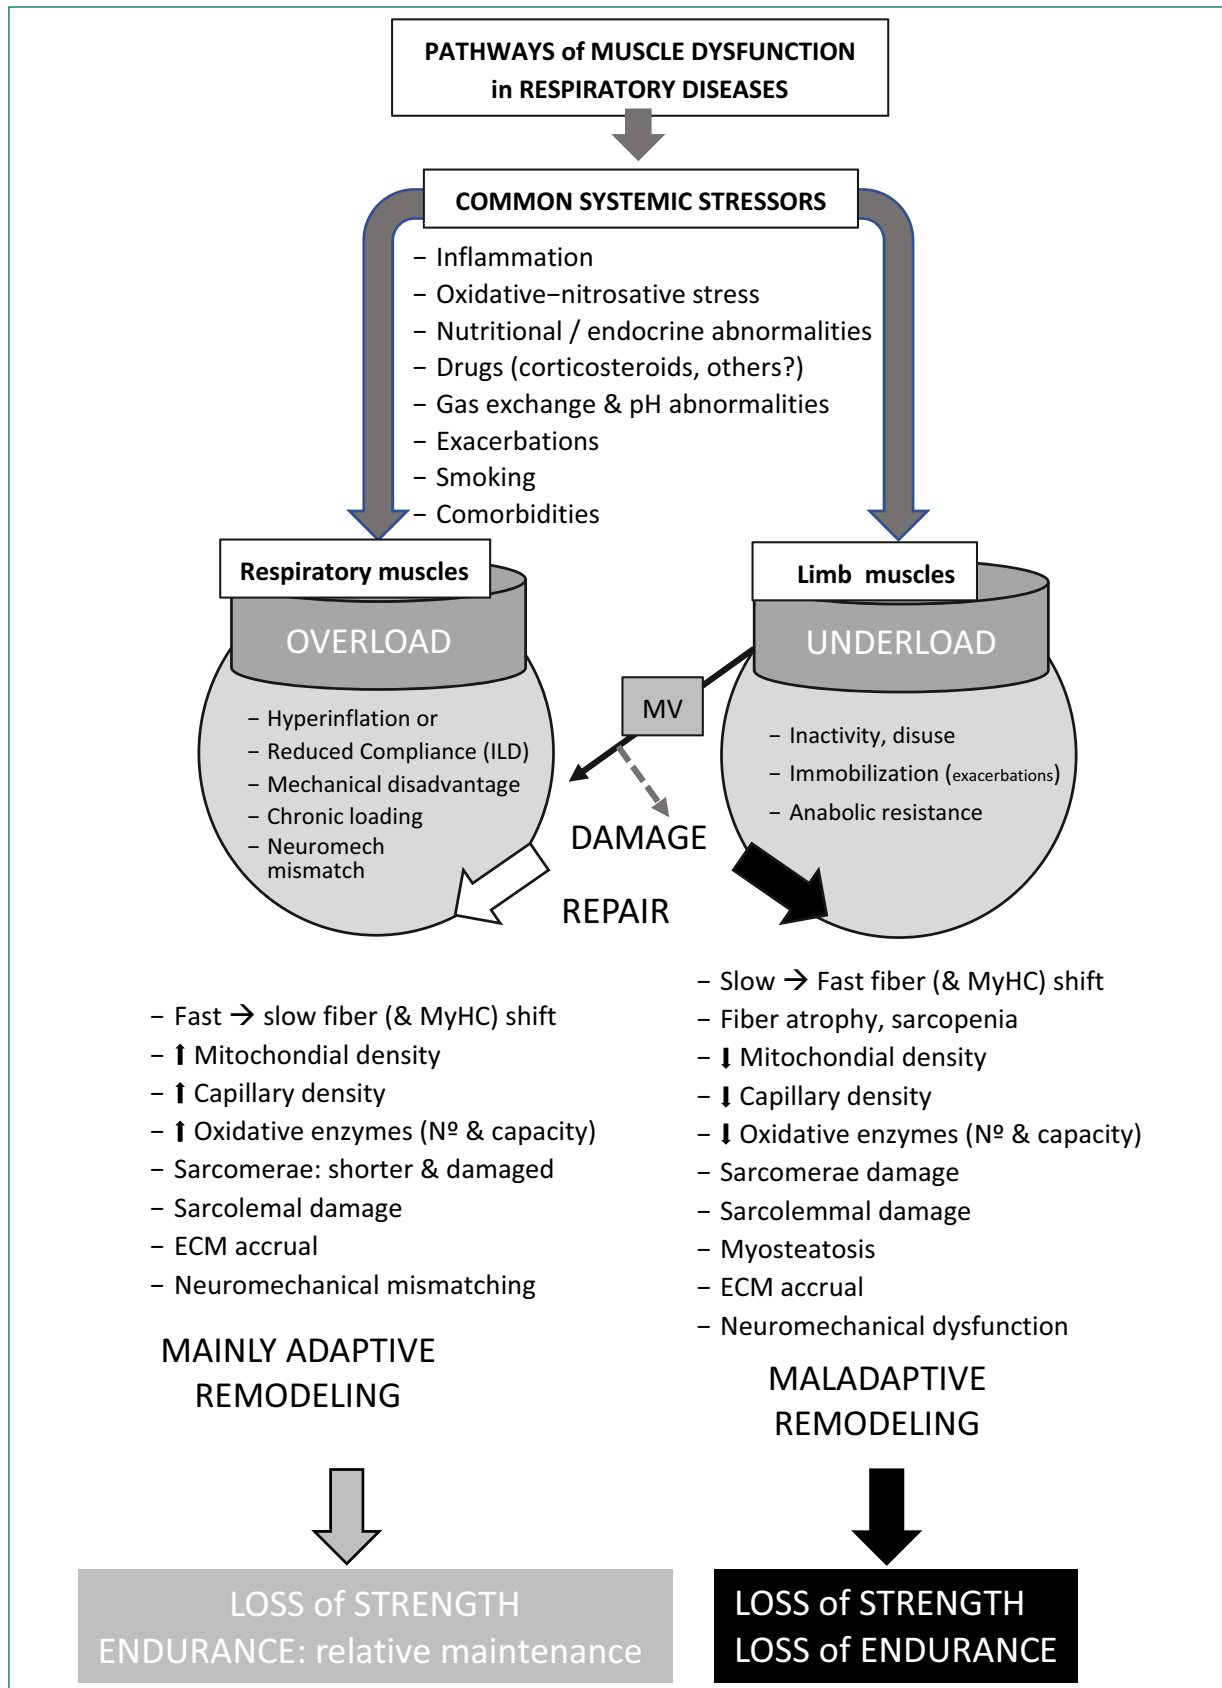 PATHWAYS of MUSCLE DYSFUNCTION
in RESPIRATORY DISEASES
COMMON SYSTEMIC STRESSORS
– Inflammation
– Oxidative–nitrosative stress
– Nutritional / endocrine abnormalities
– Drugs (corticosteroids, others?)
– Gas exchange & pH abnormalities
– Exacerbations
– Smoking
– Comorbidities
Respiratory muscles
OVERLOAD
– Hyperinflation or
– Reduced Compliance (ILD)
– Mechanical disadvantage
– Chronic loading
– Neuromech
mismatch
Limb muscles
UNDERLOAD
– Inactivity, disuse
– Immobilization (exacerbations)
– Anabolic resistance
MV
DAMAGE
REPAIR
– Fast → slow fiber (& MyHC) shift
– ⬆ Mitochondial density
– ⬆ Capillary density
– ⬆ Oxidative enzymes (Nº & capacity)
– Sarcomerae: shorter & damaged
– Sarcolemal damage
– ECM accrual
– Neuromechanical mismatching
MAINLY ADAPTIVE
REMODELING
LOSS of STRENGTH
ENDURANCE: relative maintenance
– Slow → Fast fiber (& MyHC) shift
– Fiber atrophy, sarcopenia
– ⬇ Mitochondial density
– ⬇ Capillary density
– ⬇ Oxidative enzymes (Nº & capacity)
– Sarcomerae damage
– Sarcolemmal damage
– Myosteatosis
– ECM accrual
– Neuromechanical dysfunction
MALADAPTIVE
REMODELING
LOSS of STRENGTH
LOSS of ENDURANCE